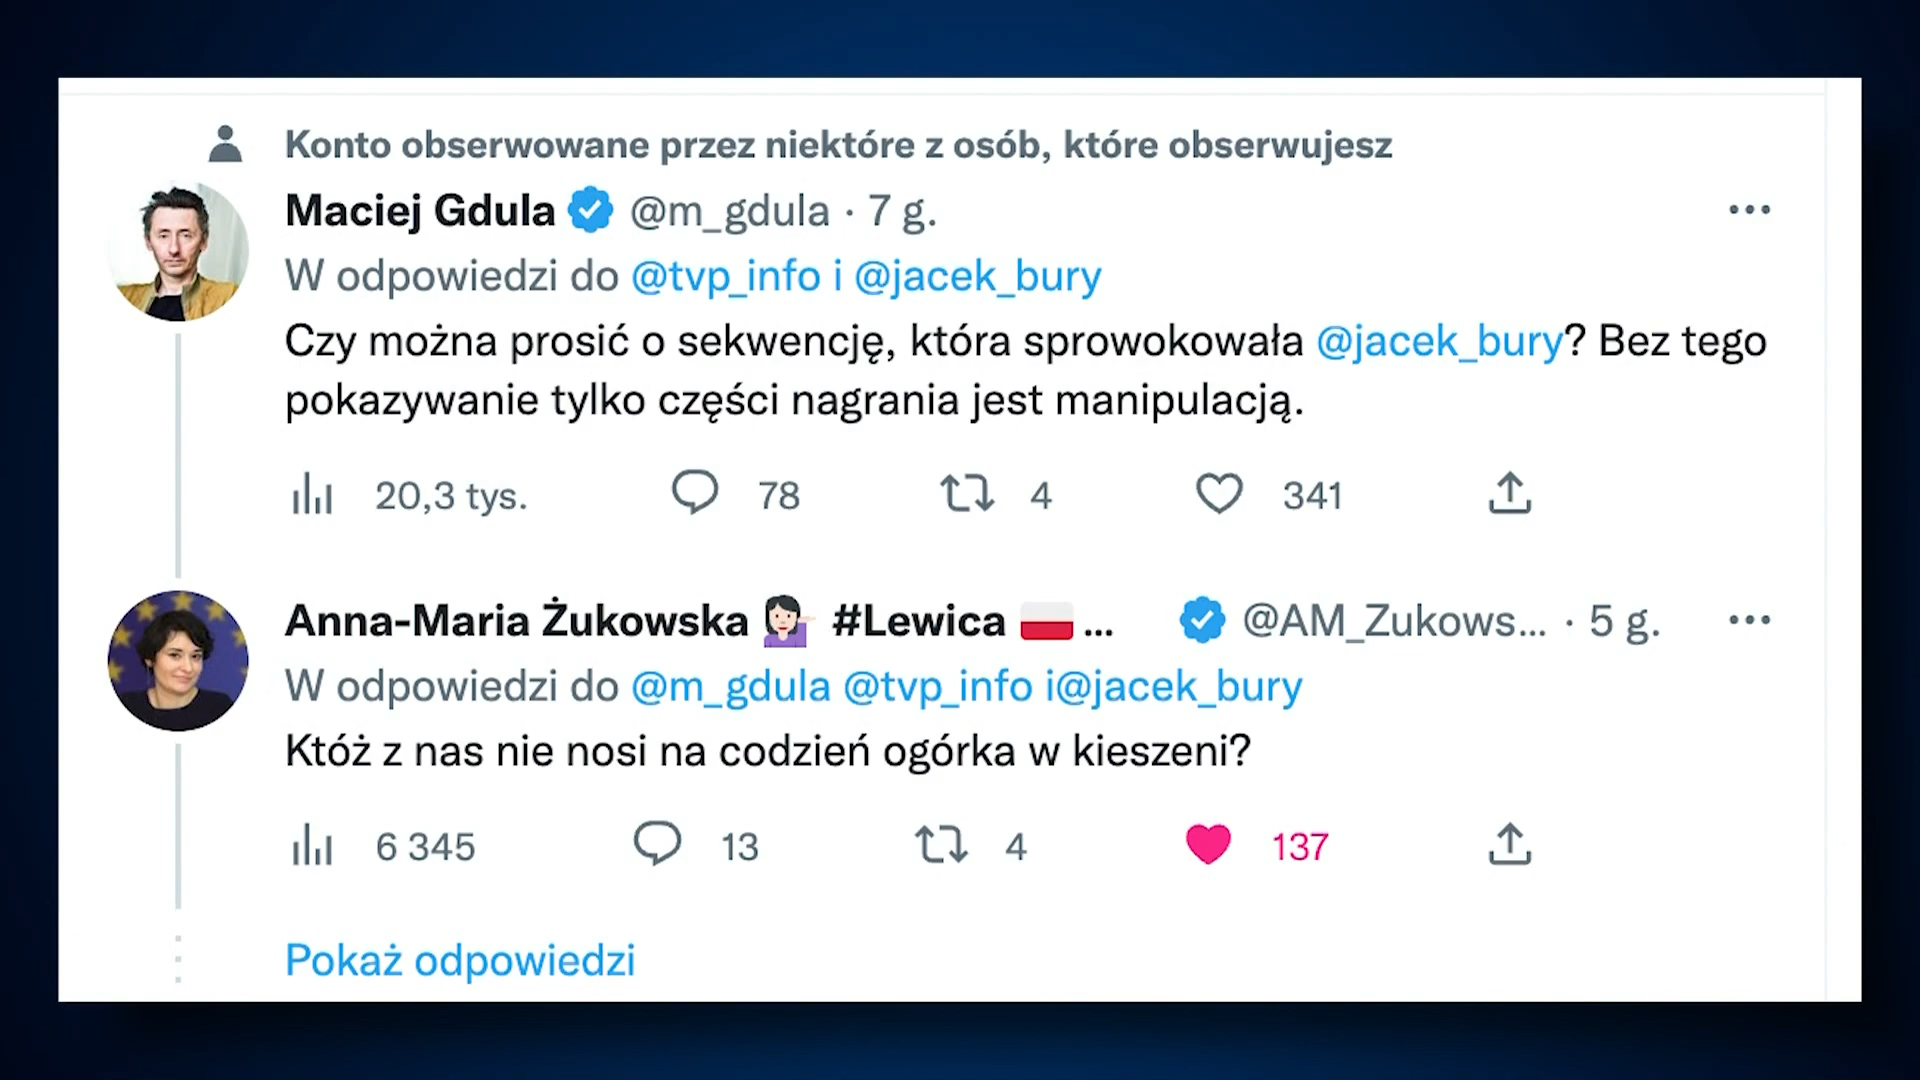 Konto obserwowane przez niektóre z osób, które obserwujesz
Maciej Gdula @m_gdula · 7 g.
W odpowiedzi do @tvp_info i @jacek_bury
Czy można prosić o sekwencję, która sprowokowała @jacek_bury? Bez tego
pokazywanie tylko części nagrania jest manipulacją.
20,3 tys. 78 4 341
Anna-Maria Żukowska 💁🏻‍♀️ #Lewica 🇵🇱 ... @AM_Zukows... · 5 g.
W odpowiedzi do @m_gdula @tvp_info i@jacek_bury
Któż z nas nie nosi na codzień ogórka w kieszeni?
6 345 13 4 137
Pokaż odpowiedzi